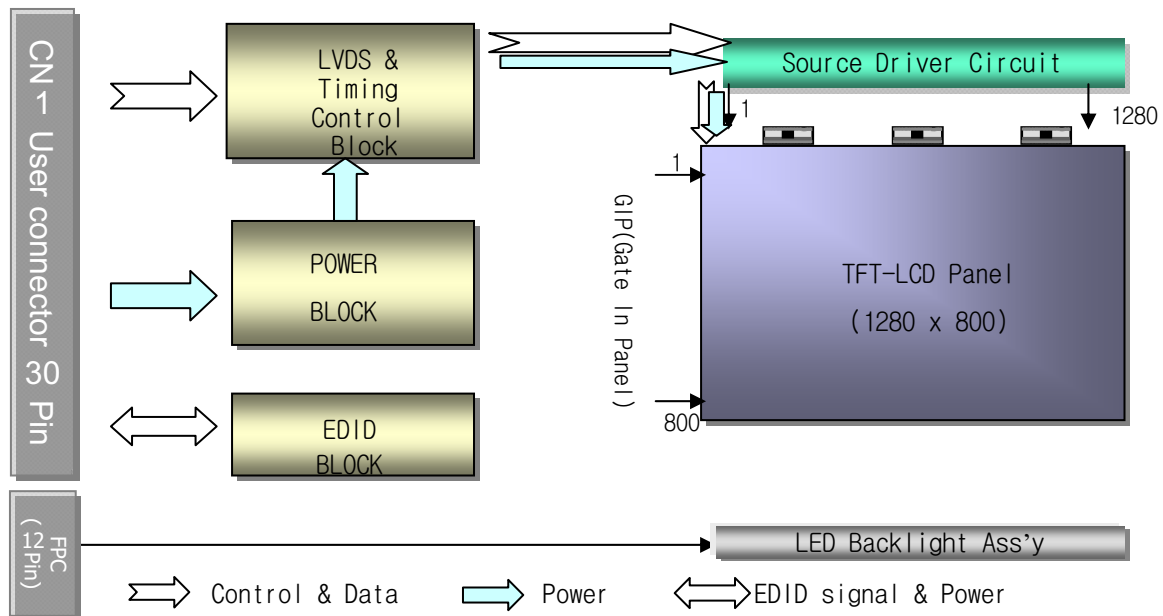 CN 1  User connector 30 Pin
LVDS &
Timing
Control
Block
Source Driver Circuit
1
1280
1
GIP(Gate In Panel)
800
TFT-LCD Panel
(1280 x 800)
POWER
BLOCK
EDID
BLOCK
FPC
(12Pin)
LED Backlight Ass'y
Control & Data
Power
EDID signal & Power